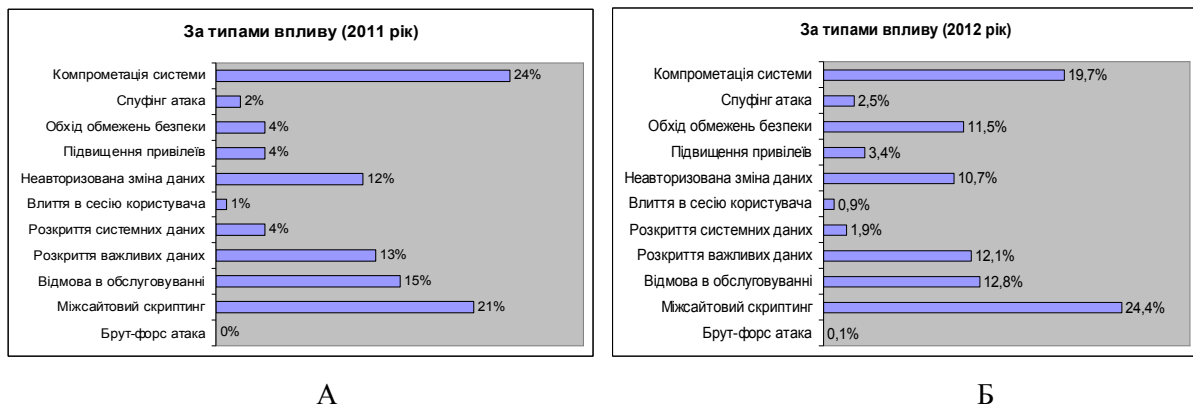 За типами впливу (2011 рік)
Компрометація системи 24%
Спуфінг атака 2%
Обхід обмежень безпеки 4%
Підвищення привілеїв 4%
Неавторизована зміна даних 12%
Влиття в сесію користувача 1%
Розкриття системних даних 4%
Розкриття важливих даних 13%
Відмова в обслуговуванні 15%
Міжсайтовий скриптинг 21%
Брут-форс атака 0%
А
За типами впливу (2012 рік)
Компрометація системи 19,7%
Спуфінг атака 2,5%
Обхід обмежень безпеки 11,5%
Підвищення привілеїв 3,4%
Неавторизована зміна даних 10,7%
Влиття в сесію користувача 0,9%
Розкриття системних даних 1,9%
Розкриття важливих даних 12,1%
Відмова в обслуговуванні 12,8%
Міжсайтовий скриптинг 24,4%
Брут-форс атака 0,1%
Б